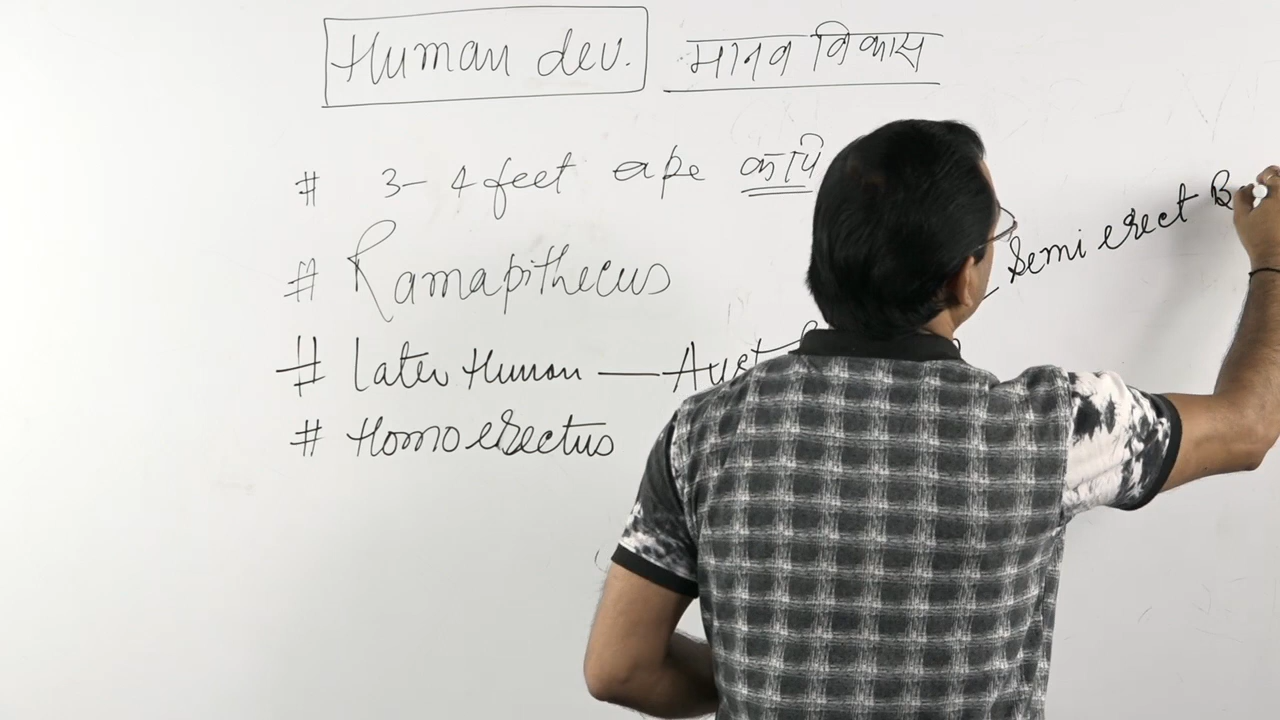 Human dev. मानव विकास
# 3-4 feet ape कपि
# Ramapithecus
Semi erect
# Later Human — Aust
# Homo erectus